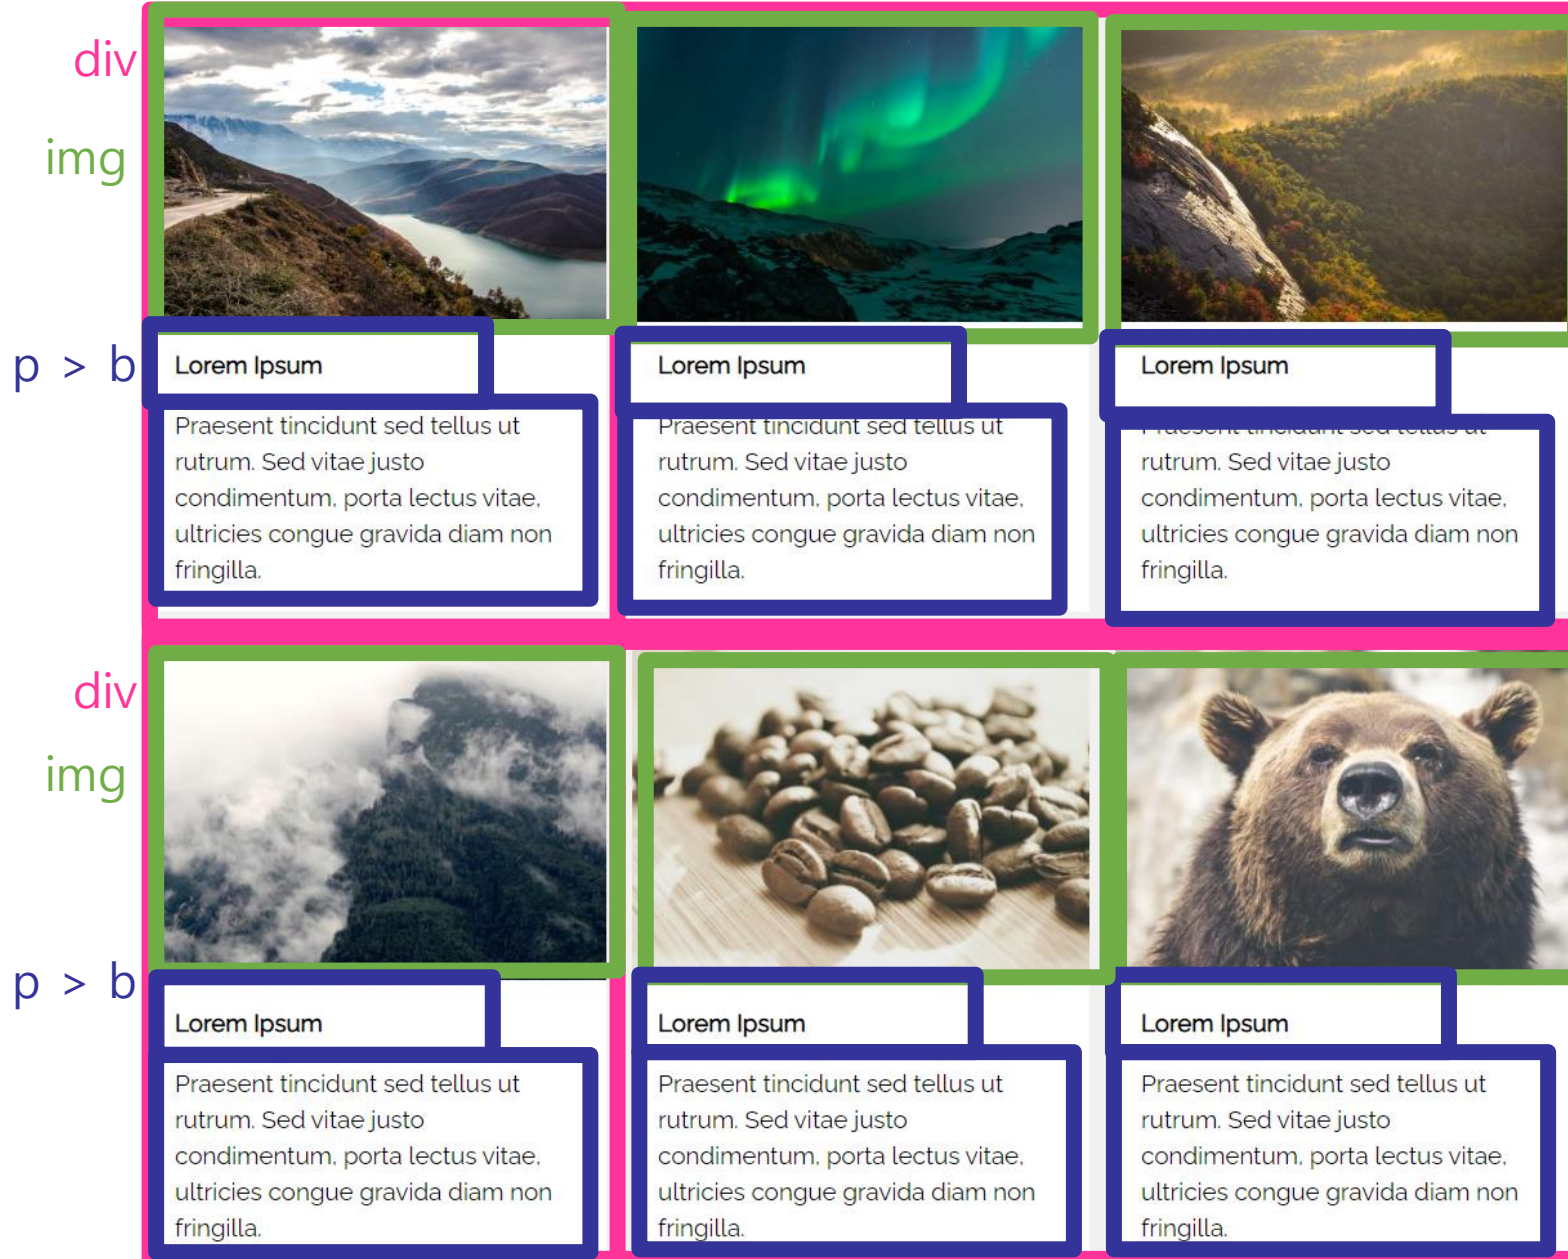 div
img
p > b
Lorem Ipsum
Praesent tincidunt sed tellus ut
rutrum. Sed vitae justo
condimentum, porta lectus vitae,
ultricies congue gravida diam non
fringilla.
Lorem Ipsum
Praesent tincidunt sed tellus ut
rutrum. Sed vitae justo
condimentum, porta lectus vitae,
ultricies congue gravida diam non
fringilla.
Lorem Ipsum
Praesent tincidunt sed tellus ut
rutrum. Sed vitae justo
condimentum, porta lectus vitae,
ultricies congue gravida diam non
fringilla.
div
img
p > b
Lorem Ipsum
Praesent tincidunt sed tellus ut
rutrum. Sed vitae justo
condimentum, porta lectus vitae,
ultricies congue gravida diam non
fringilla.
Lorem Ipsum
Praesent tincidunt sed tellus ut
rutrum. Sed vitae justo
condimentum, porta lectus vitae,
ultricies congue gravida diam non
fringilla.
Lorem Ipsum
Praesent tincidunt sed tellus ut
rutrum. Sed vitae justo
condimentum, porta lectus vitae,
ultricies congue gravida diam non
fringilla.